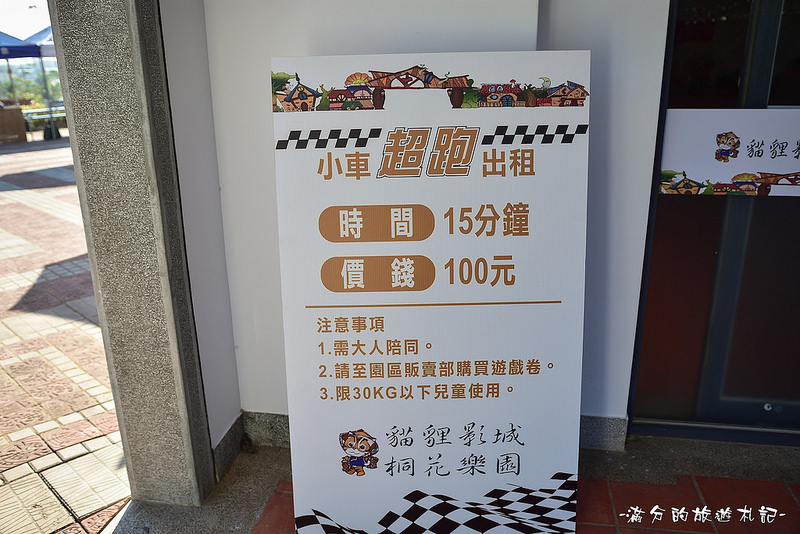 小車 超跑 出租
時間 15分鐘
價錢 100元
注意事項
1.需大人陪同。
2.請至園區販賣部購買遊戲卷。
3.限30KG以下兒童使用。
貓貍影城
桐花樂園
貓貍影
-滿分的旅遊札記-